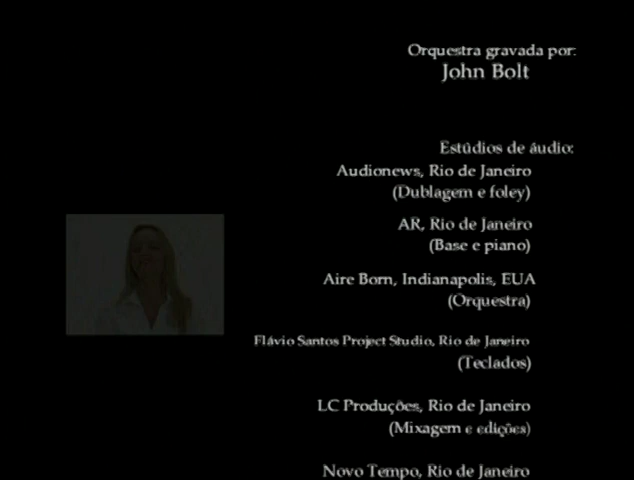 Orquestra gravada por:
John Bolt
Estúdios de áudio:
Audionews, Rio de Janeiro
(Dublagem e foley)
AR, Rio de Janeiro
(Base e piano)
Aire Born, Indianapolis, EUA
(Orquestra)
Flávio Santos Project Studio, Rio de Janeiro
(Teclados)
LC Produções, Rio de Janeiro
(Mixagem e edições)
Novo Tempo, Rio de Janeiro